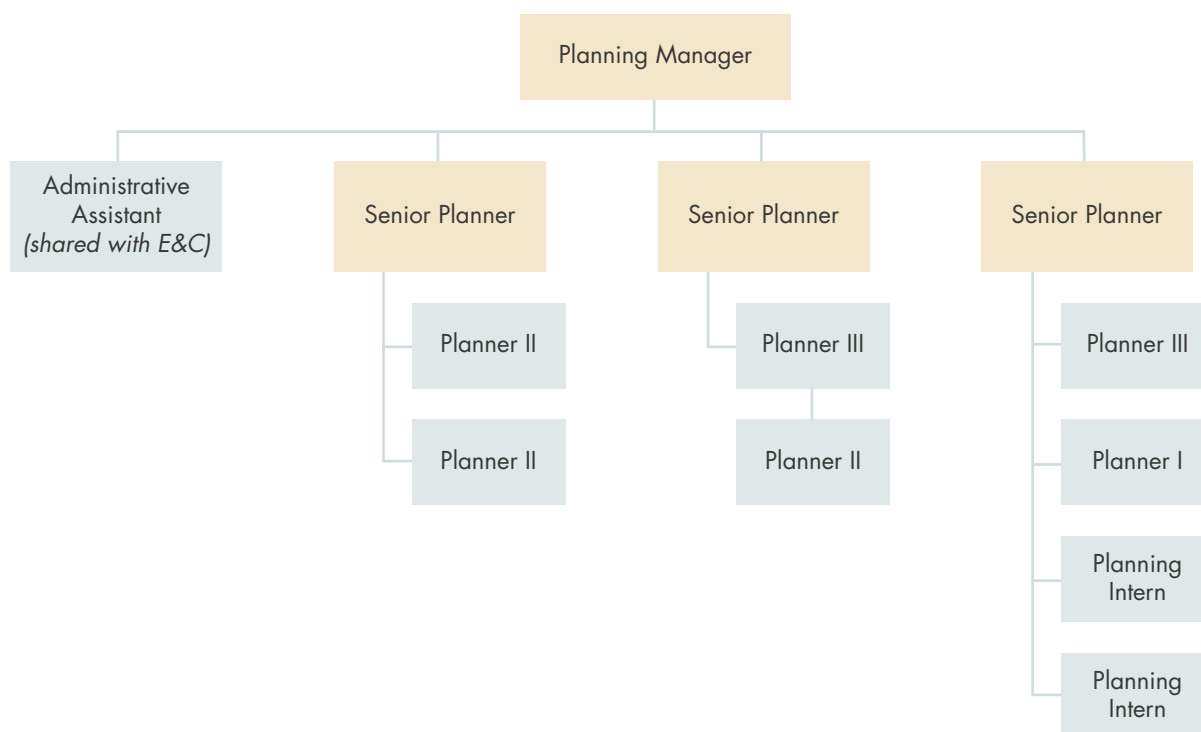 Planning Manager
Administrative
Assistant
(shared with E&C)
Senior Planner
Senior Planner
Senior Planner
Planner II
Planner III
Planner III
Planner II
Planner II
Planner I
Planning
Intern
Planning
Intern